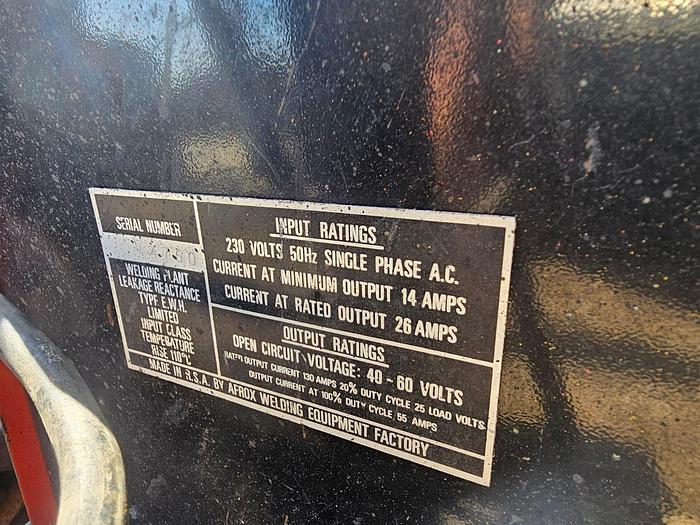 SERIAL NUMBER
WELDING PLANT
LEAKAGE REACTANCE
TYPE E.W.H.
LIMITED
INPUT CLASS
TEMPERATURE
RISE 110°C
INPUT RATINGS
230 VOLTS 50Hz SINGLE PHASE A.C.
CURRENT AT MINIMUM OUTPUT 14 AMPS
CURRENT AT RATED OUTPUT 26 AMPS
OUTPUT RATINGS
OPEN CIRCUIT VOLTAGE: 40 - 60 VOLTS
RATED OUTPUT CURRENT 130 AMPS 20% DUTY CYCLE 25 LOAD VOLTS
OUTPUT CURRENT AT 100% DUTY CYCLE, 55 AMPS
MADE IN R.S.A. BY AFROX WELDING EQUIPMENT FACTORY